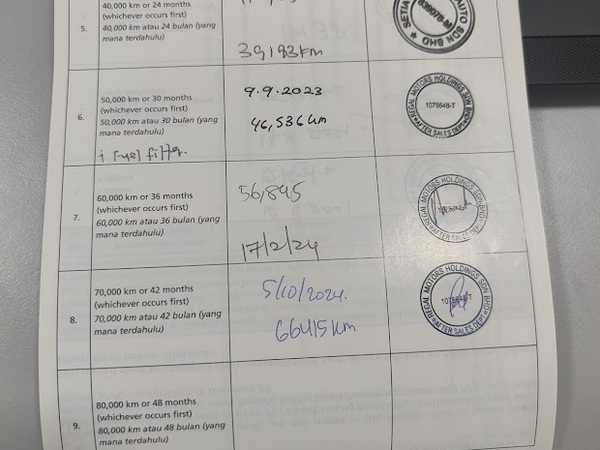 40,000 km or 24 months
(whichever occurs first)
5.
40,000 km atau 24 bulan (yang
mana terdahulu)
39,183km
AUTO SDN BHD
SETIA
50,000 km or 30 months
(whichever occurs first)
6.
50,000 km atau 30 bulan (yang
mana terdahulu)
+ Fuel filter.
9.9.2023
46,536 km
REGAL MOTORS HOLDINGS SDN BHD
1075648-T
AFTER SALES DEPT
60,000 km or 36 months
(whichever occurs first)
7.
60,000 km atau 36 bulan (yang
mana terdahulu)
56,845
17/2/24
REGAL MOTORS HOLDINGS SDN BHD
AFTER SALES DEPT
70,000 km or 42 months
(whichever occurs first)
8.
70,000 km atau 42 bulan (yang
mana terdahulu)
5/10/2024.
66415 km
REGAL MOTORS HOLDINGS SDN BHD
AFTER SALES DEPT
80,000 km or 48 months
(whichever occurs first)
9.
80,000 km atau 48 bulan (yang
mana terdahulu)